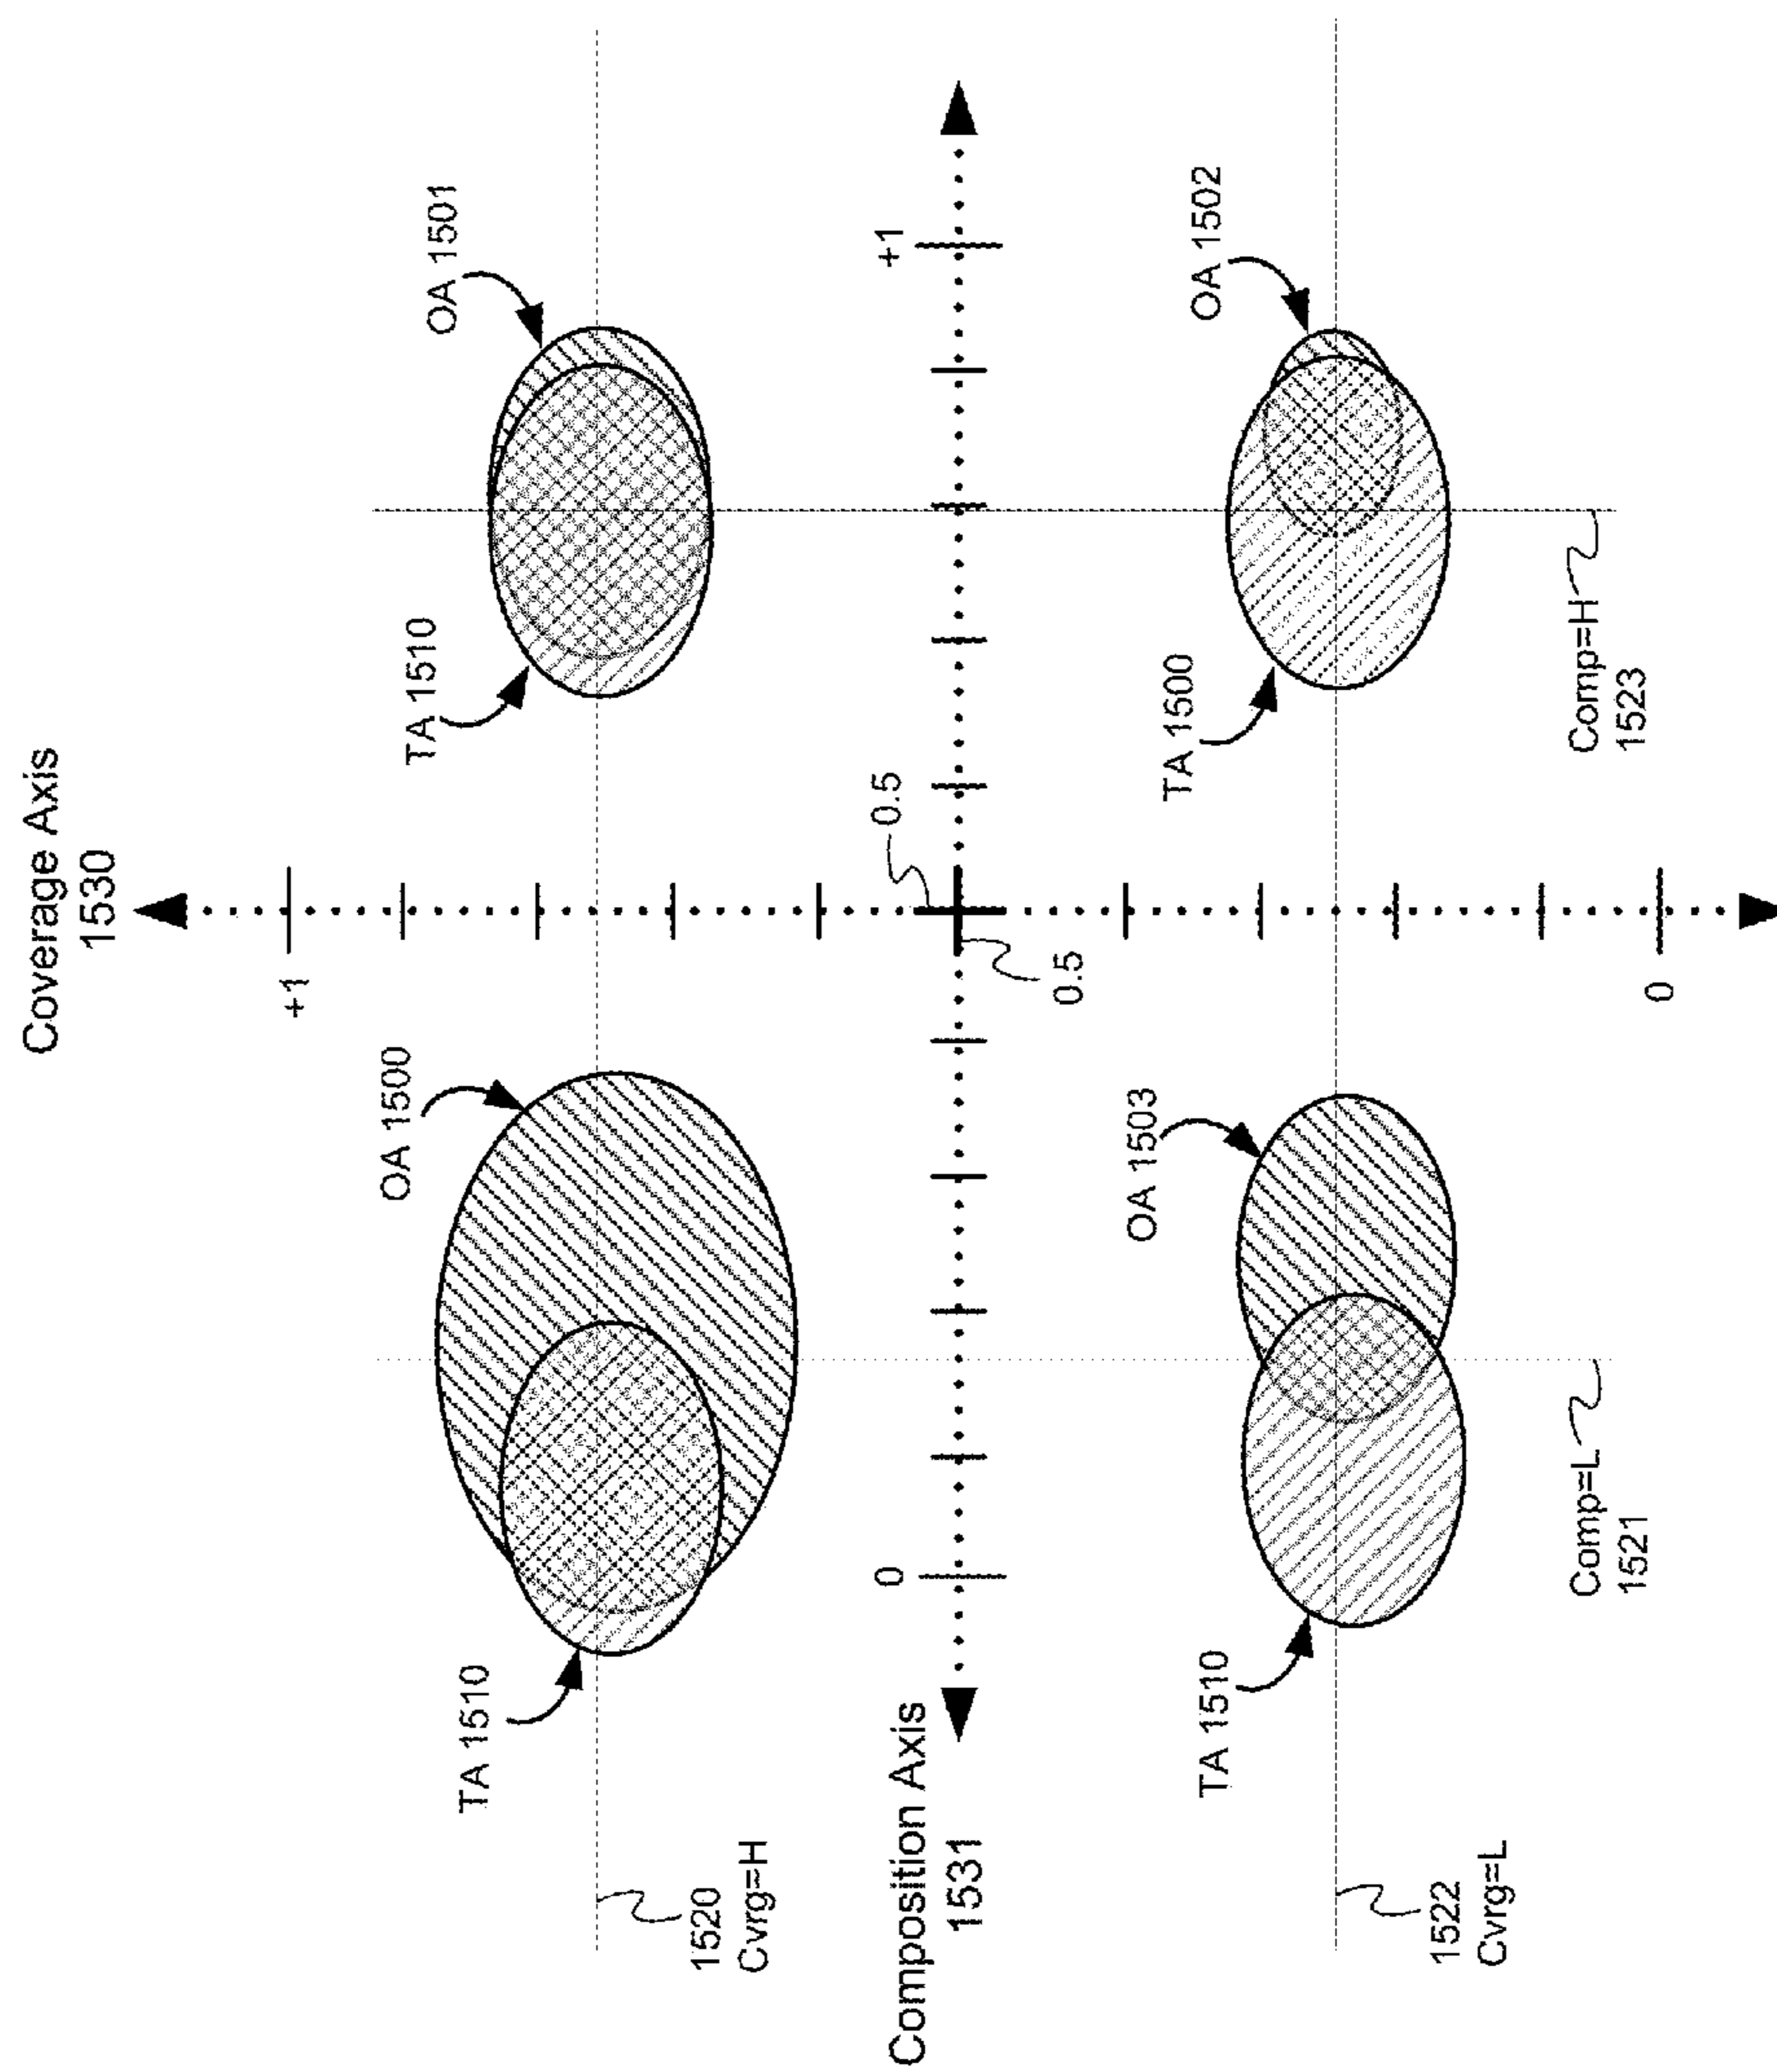 Coverage Axis
1530
+1
OA 1500
TA 1510
OA 1501
TA 1510
1520
Cvrg=H
0
0.5
+1
Composition Axis
1531
0.5
OA 1503
TA 1500
OA 1502
TA 1510
1522
Cvrg=L
Comp=L
1521
Comp=H
1523
0